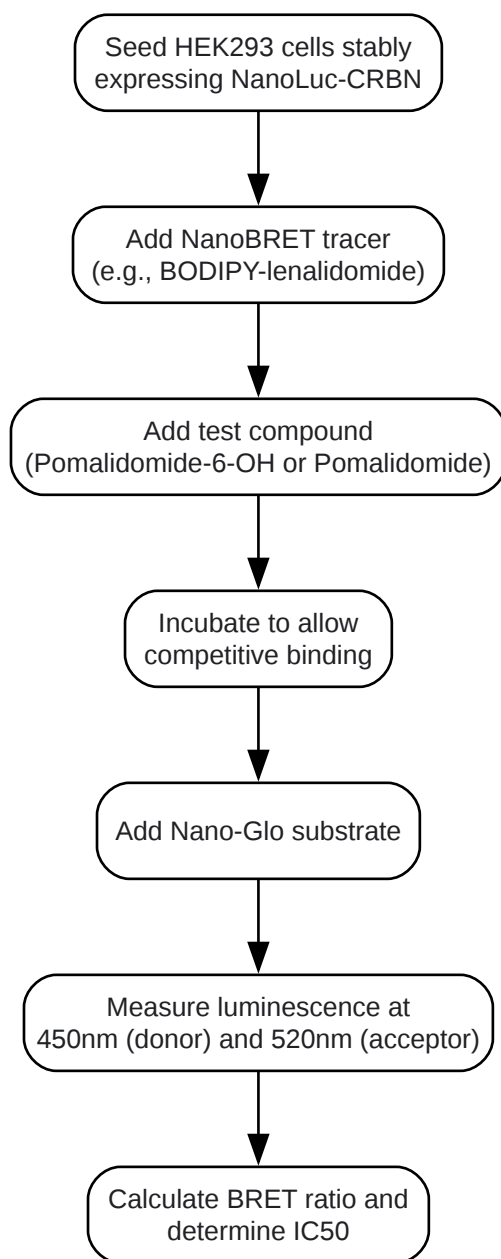 Seed HEK293 cells stably
expressing NanoLuc-CRBN
Add NanoBRET tracer
(e.g., BODIPY-lenalidomide)
Add test compound
(Pomalidomide-6-OH or Pomalidomide)
Incubate to allow
competitive binding
Add Nano-Glo substrate
Measure luminescence at
450nm (donor) and 520nm (acceptor)
Calculate BRET ratio and
determine IC50